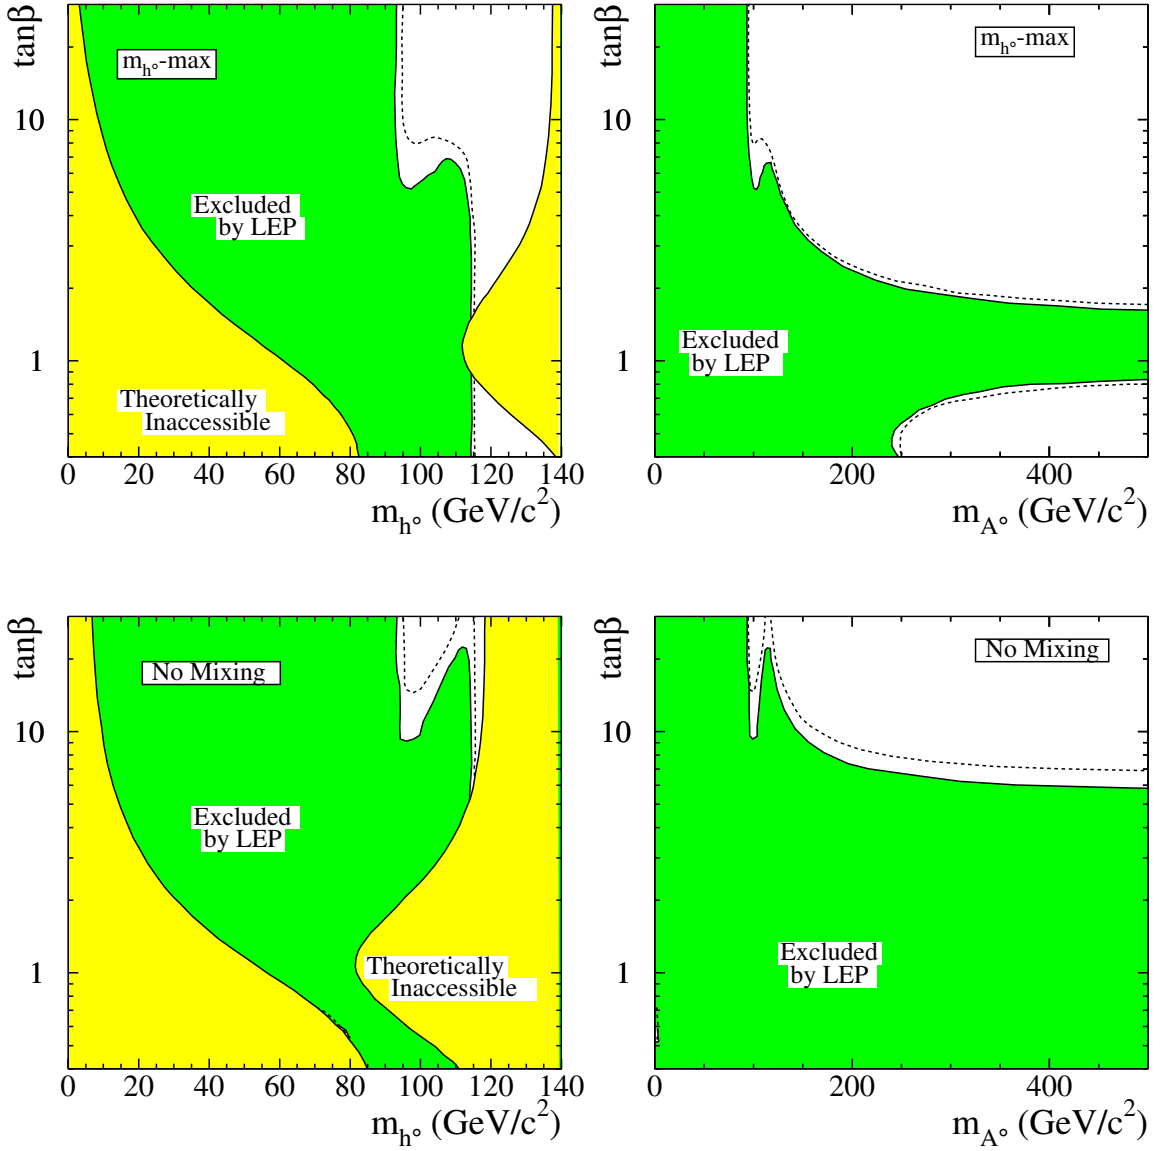 tanβ
10
1
mh°-max
Excluded
by LEP
Theoretically
Inaccessible
0 20 40 60 80 100 120 140
mh° (GeV/c²)
tanβ
10
1
mh°-max
Excluded
by LEP
0 200 400
mA° (GeV/c²)
tanβ
10
1
No Mixing
Excluded
by LEP
Theoretically
Inaccessible
0 20 40 60 80 100 120 140
mh° (GeV/c²)
tanβ
10
1
No Mixing
Excluded
by LEP
0 200 400
mA° (GeV/c²)